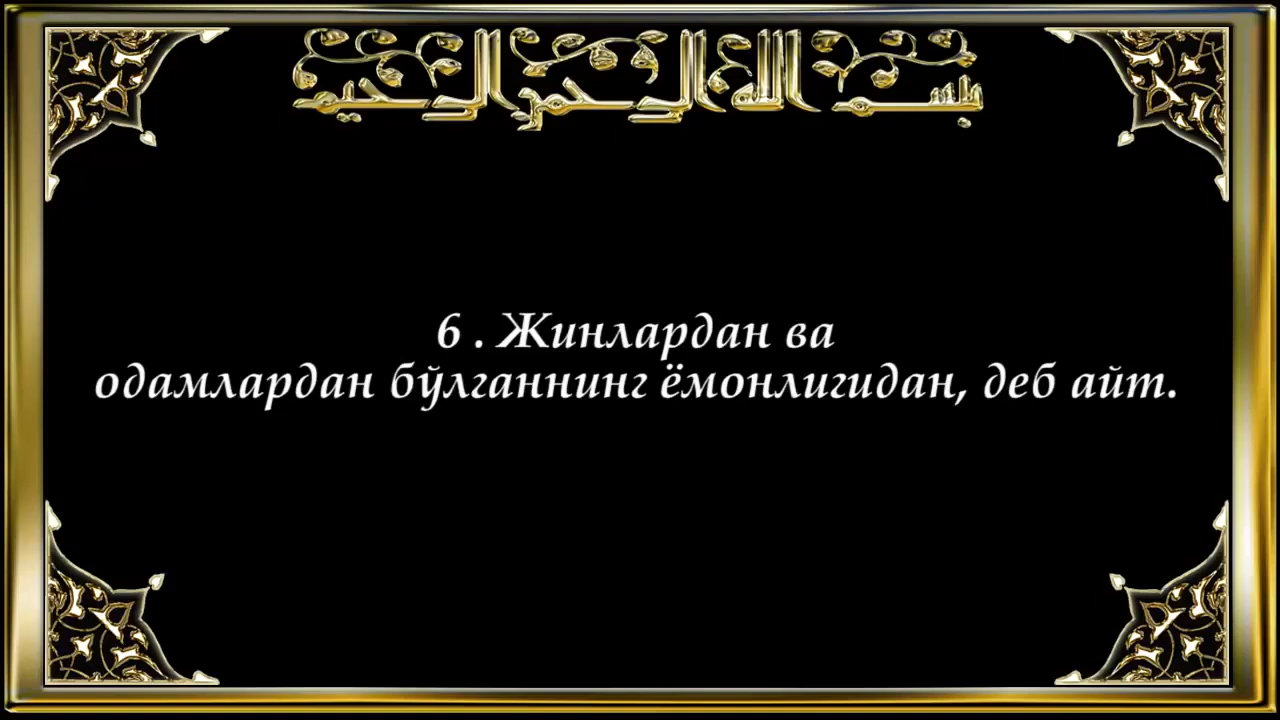 بسم الله الرحمن الرحيم
6 . Жинлардан ва
одамлардан бўлганнинг ёмонлигидан, деб айт.